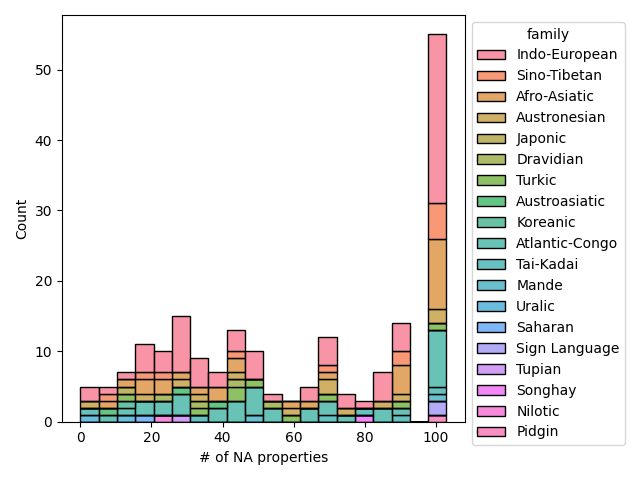 50
40
30
20
10
0
Count
0 20 40 60 80 100
# of NA properties
family
Indo-European
Sino-Tibetan
Afro-Asiatic
Austronesian
Japonic
Dravidian
Turkic
Austroasiatic
Koreanic
Atlantic-Congo
Tai-Kadai
Mande
Uralic
Saharan
Sign Language
Tupian
Songhay
Nilotic
Pidgin